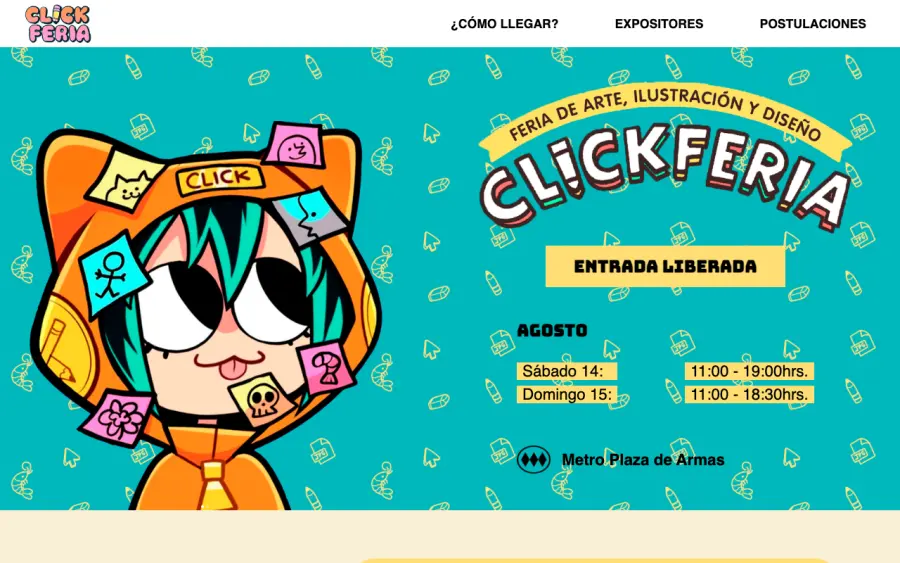 CLICK
FERIA
¿CÓMO LLEGAR?
EXPOSITORES
POSTULACIONES
FERIA DE ARTE, ILUSTRACIÓN Y DISEÑO
CLiCKFERIA
CLICK
ENTRADA LIBERADA
AGOSTO
Sábado 14: 11:00 - 19:00hrs.
Domingo 15: 11:00 - 18:30hrs.
Metro Plaza de Armas
JPG